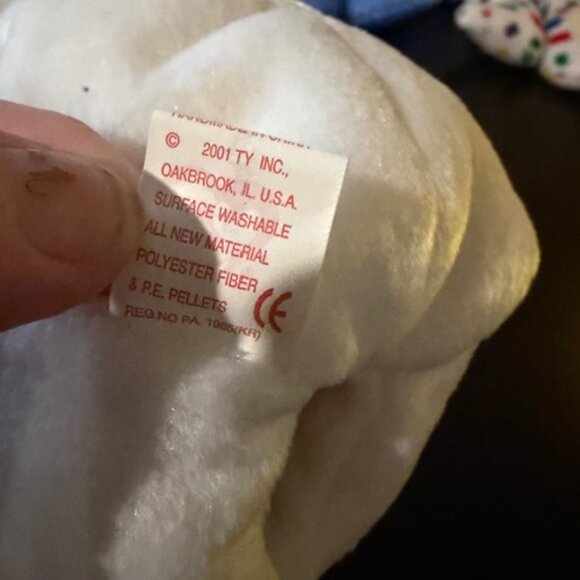 HANDMADE IN CHINA
© 2001 TY INC.,
OAKBROOK, IL. U.S.A.
SURFACE WASHABLE
ALL NEW MATERIAL
POLYESTER FIBER
& P.E. PELLETS CE
REG.NO PA. 1965(KR)